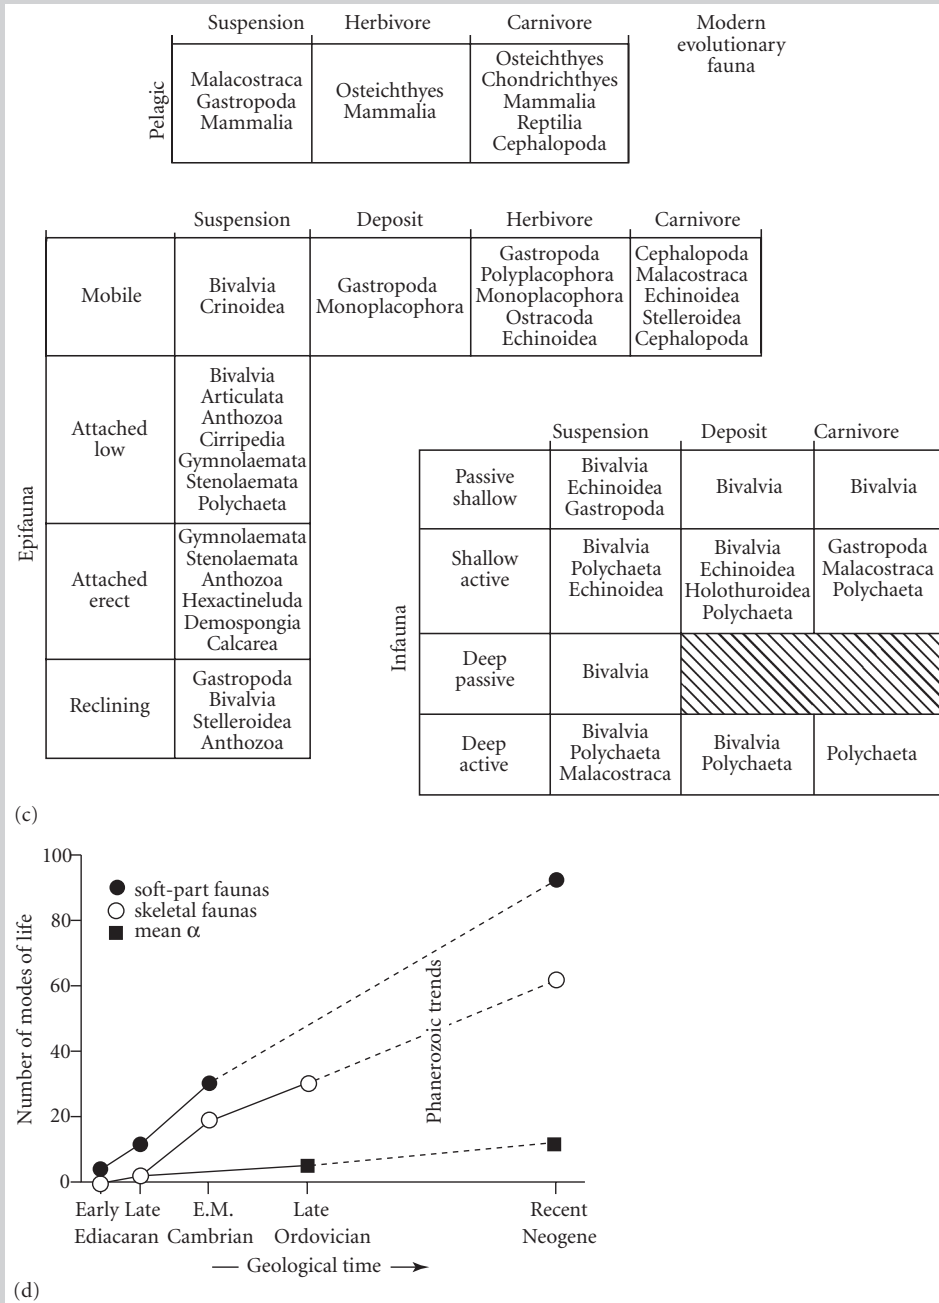 Suspension Herbivore Carnivore
Modern
evolutionary
fauna
Pelagic
Malacostraca
Gastropoda
Mammalia
Osteichthyes
Mammalia
Osteichthyes
Chondrichthyes
Mammalia
Reptilia
Cephalopoda
Suspension Deposit Herbivore Carnivore
Epifauna
Mobile
Bivalvia
Crinoidea
Gastropoda
Monoplacophora
Gastropoda
Polyplacophora
Monoplacophora
Ostracoda
Echinoidea
Cephalopoda
Malacostraca
Echinoidea
Stelleroidea
Cephalopoda
Attached
low
Bivalvia
Articulata
Anthozoa
Cirripedia
Gymnolaemata
Stenolaemata
Polychaeta
Attached
erect
Gymnolaemata
Stenolaemata
Anthozoa
Hexactineluda
Demospongia
Calcarea
Reclining
Gastropoda
Bivalvia
Stelleroidea
Anthozoa
Suspension Deposit Carnivore
Infauna
Passive
shallow
Bivalvia
Echinoidea
Gastropoda
Bivalvia
Bivalvia
Shallow
active
Bivalvia
Polychaeta
Echinoidea
Bivalvia
Echinoidea
Holothuroidea
Polychaeta
Gastropoda
Malacostraca
Polychaeta
Deep
passive
Bivalvia
Deep
active
Bivalvia
Polychaeta
Malacostraca
Bivalvia
Polychaeta
Polychaeta
(c)
Number of modes of life
100
80
60
40
20
0
soft-part faunas
skeletal faunas
mean α
Phanerozoic trends
Early Late
Ediacaran
E.M.
Cambrian
Late
Ordovician
Recent
Neogene
Geological time
(d)